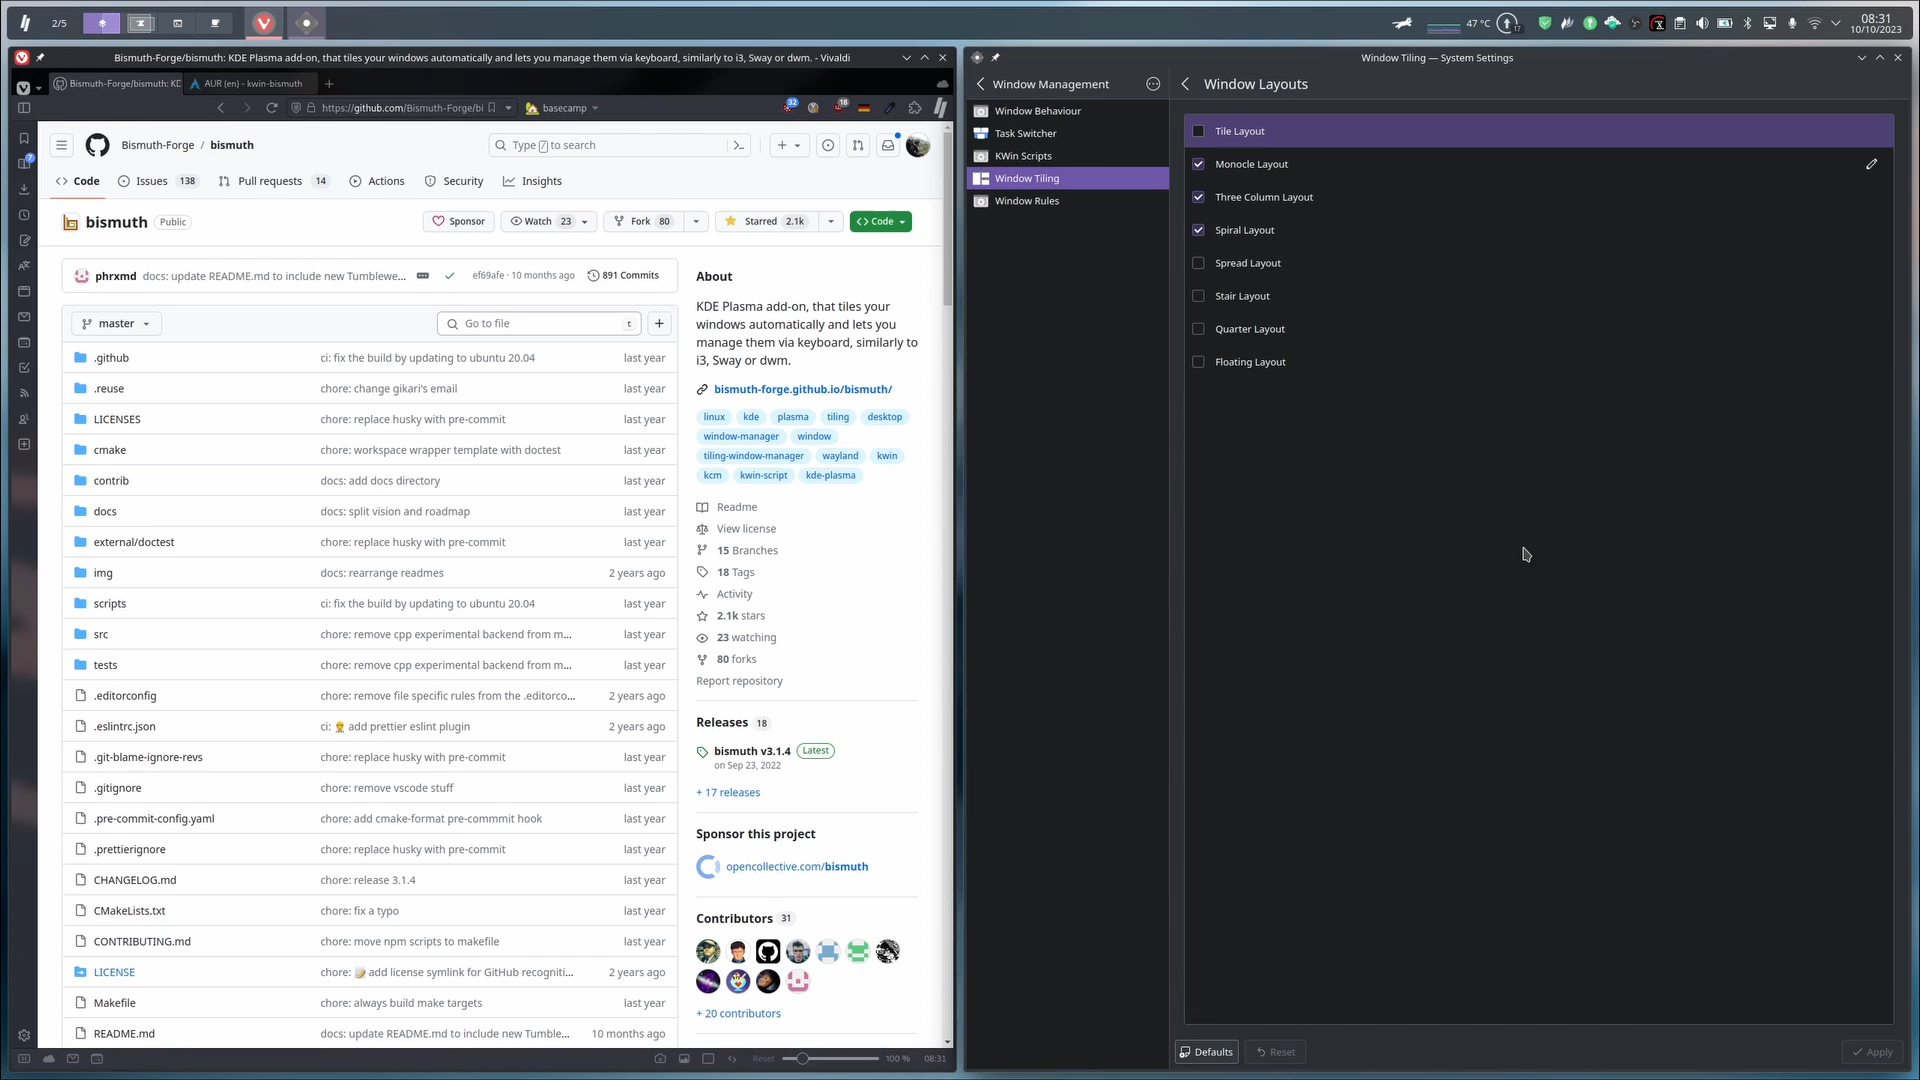 2/5
47 °C
17
08:31
10/10/2023
Bismuth-Forge/bismuth: KDE Plasma add-on, that tiles your windows automatically and lets you manage them via keyboard, similarly to i3, Sway or dwm. - Vivaldi
Bismuth-Forge/bismuth: KD
AUR (en) - kwin-bismuth
https://github.com/Bismuth-Forge/bi
basecamp
32
18
Bismuth-Forge / bismuth
Type / to search
Code
Issues 138
Pull requests 14
Actions
Security
Insights
bismuth
Public
Sponsor
Watch 23
Fork 80
Starred 2.1k
Code
phrxmd docs: update README.md to include new Tumblewe...
ef69afe · 10 months ago
891 Commits
master
Go to file
t
.github ci: fix the build by updating to ubuntu 20.04 last year
.reuse chore: change gikari's email last year
LICENSES chore: replace husky with pre-commit last year
cmake chore: workspace wrapper template with doctest last year
contrib docs: add docs directory last year
docs docs: split vision and roadmap last year
external/doctest chore: replace husky with pre-commit last year
img docs: rearrange readmes 2 years ago
scripts ci: fix the build by updating to ubuntu 20.04 last year
src chore: remove cpp experimental backend from m... last year
tests chore: remove cpp experimental backend from m... last year
.editorconfig chore: remove file specific rules from the .editorco... 2 years ago
.eslintrc.json ci: add prettier eslint plugin 2 years ago
.git-blame-ignore-revs chore: replace husky with pre-commit last year
.gitignore chore: remove vscode stuff last year
.pre-commit-config.yaml chore: add cmake-format pre-commmit hook last year
.prettierignore chore: replace husky with pre-commit last year
CHANGELOG.md chore: release 3.1.4 last year
CMakeLists.txt chore: fix a typo last year
CONTRIBUTING.md chore: move npm scripts to makefile last year
LICENSE chore: add license symlink for GitHub recogniti... 2 years ago
Makefile chore: always build make targets last year
README.md docs: update README.md to include new Tumble... 10 months ago
About
KDE Plasma add-on, that tiles your
windows automatically and lets you
manage them via keyboard, similarly to
i3, Sway or dwm.
bismuth-forge.github.io/bismuth/
linux kde plasma tiling desktop
window-manager window
tiling-window-manager wayland kwin
kcm kwin-script kde-plasma
Readme
View license
15 Branches
18 Tags
Activity
2.1k stars
23 watching
80 forks
Report repository
Releases 18
bismuth v3.1.4 Latest
on Sep 23, 2022
+ 17 releases
Sponsor this project
opencollective.com/bismuth
Contributors 31
+ 20 contributors
7
Reset
100 %
08:31
Window Tiling — System Settings
Window Management
Window Behaviour
Task Switcher
KWin Scripts
Window Tiling
Window Rules
Window Layouts
Tile Layout
Monocle Layout
Three Column Layout
Spiral Layout
Spread Layout
Stair Layout
Quarter Layout
Floating Layout
Defaults
Reset
Apply